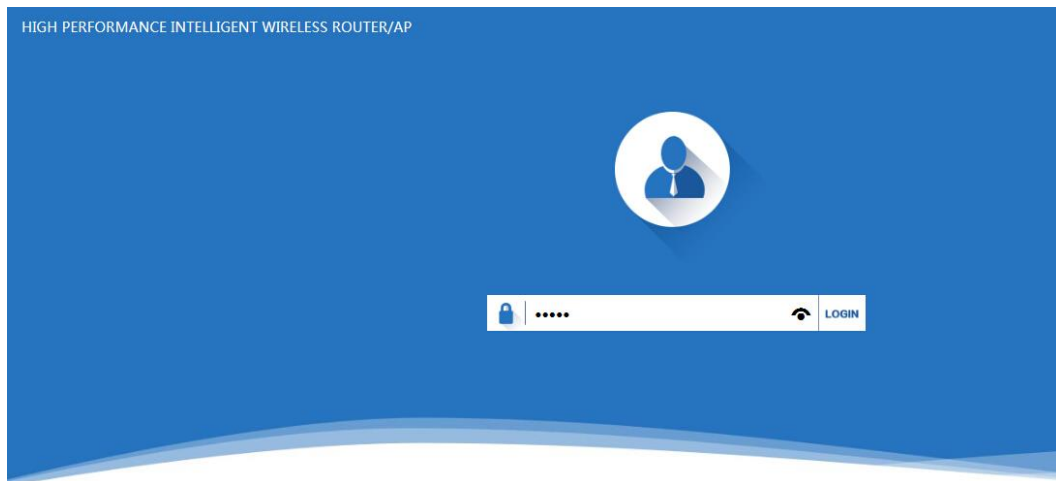 HIGH PERFORMANCE INTELLIGENT WIRELESS ROUTER/AP
••••• LOGIN